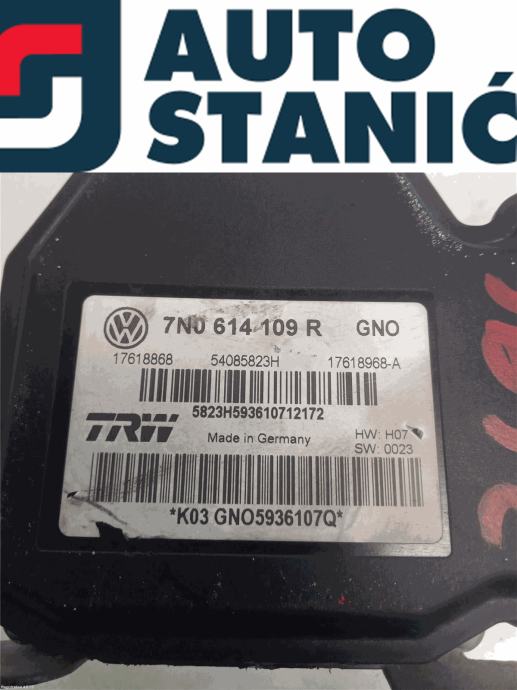 AUTO
STANIĆ
7N0 614 109 R GNO
17618868 54085823H 17618968-A
5823H593610712172
TRW Made in Germany HW: H07
SW: 0023
*K03 GNO5936107Q*